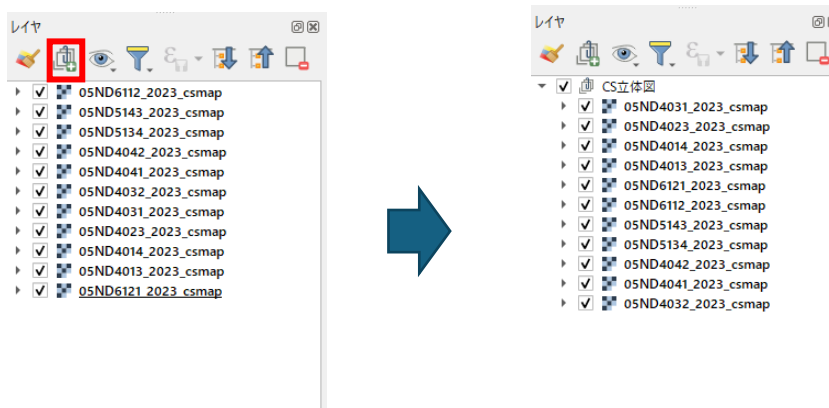 レイヤ
05ND6112_2023_csmap
05ND5143_2023_csmap
05ND5134_2023_csmap
05ND4042_2023_csmap
05ND4041_2023_csmap
05ND4032_2023_csmap
05ND4031_2023_csmap
05ND4023_2023_csmap
05ND4014_2023_csmap
05ND4013_2023_csmap
05ND6121_2023_csmap
レイヤ
CS立体図
05ND4031_2023_csmap
05ND4023_2023_csmap
05ND4014_2023_csmap
05ND4013_2023_csmap
05ND6121_2023_csmap
05ND6112_2023_csmap
05ND5143_2023_csmap
05ND5134_2023_csmap
05ND4042_2023_csmap
05ND4041_2023_csmap
05ND4032_2023_csmap